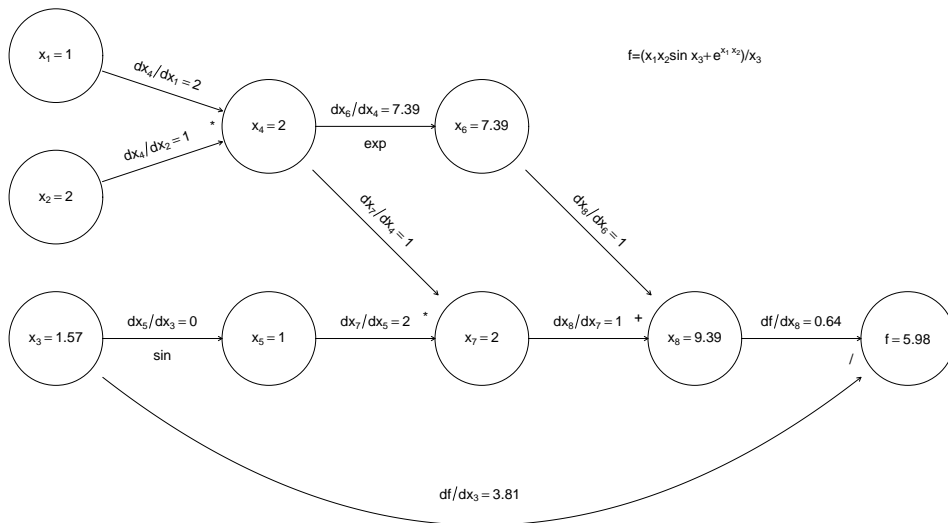 x₁ = 1
f=(x₁x₂sin x₃+e^{x₁ x₂})/x₃
dx₄/dx₁ = 2
*
x₄ = 2
dx₆/dx₄ = 7.39
exp
x₆ = 7.39
dx₄/dx₂ = 1
x₂ = 2
dx₇/dx₄ = 1
dx₈/dx₆ = 1
x₃ = 1.57
dx₅/dx₃ = 0
sin
x₅ = 1
dx₇/dx₅ = 2
*
x₇ = 2
dx₈/dx₇ = 1
+
x₈ = 9.39
df/dx₈ = 0.64
/
f = 5.98
df/dx₃ = 3.81